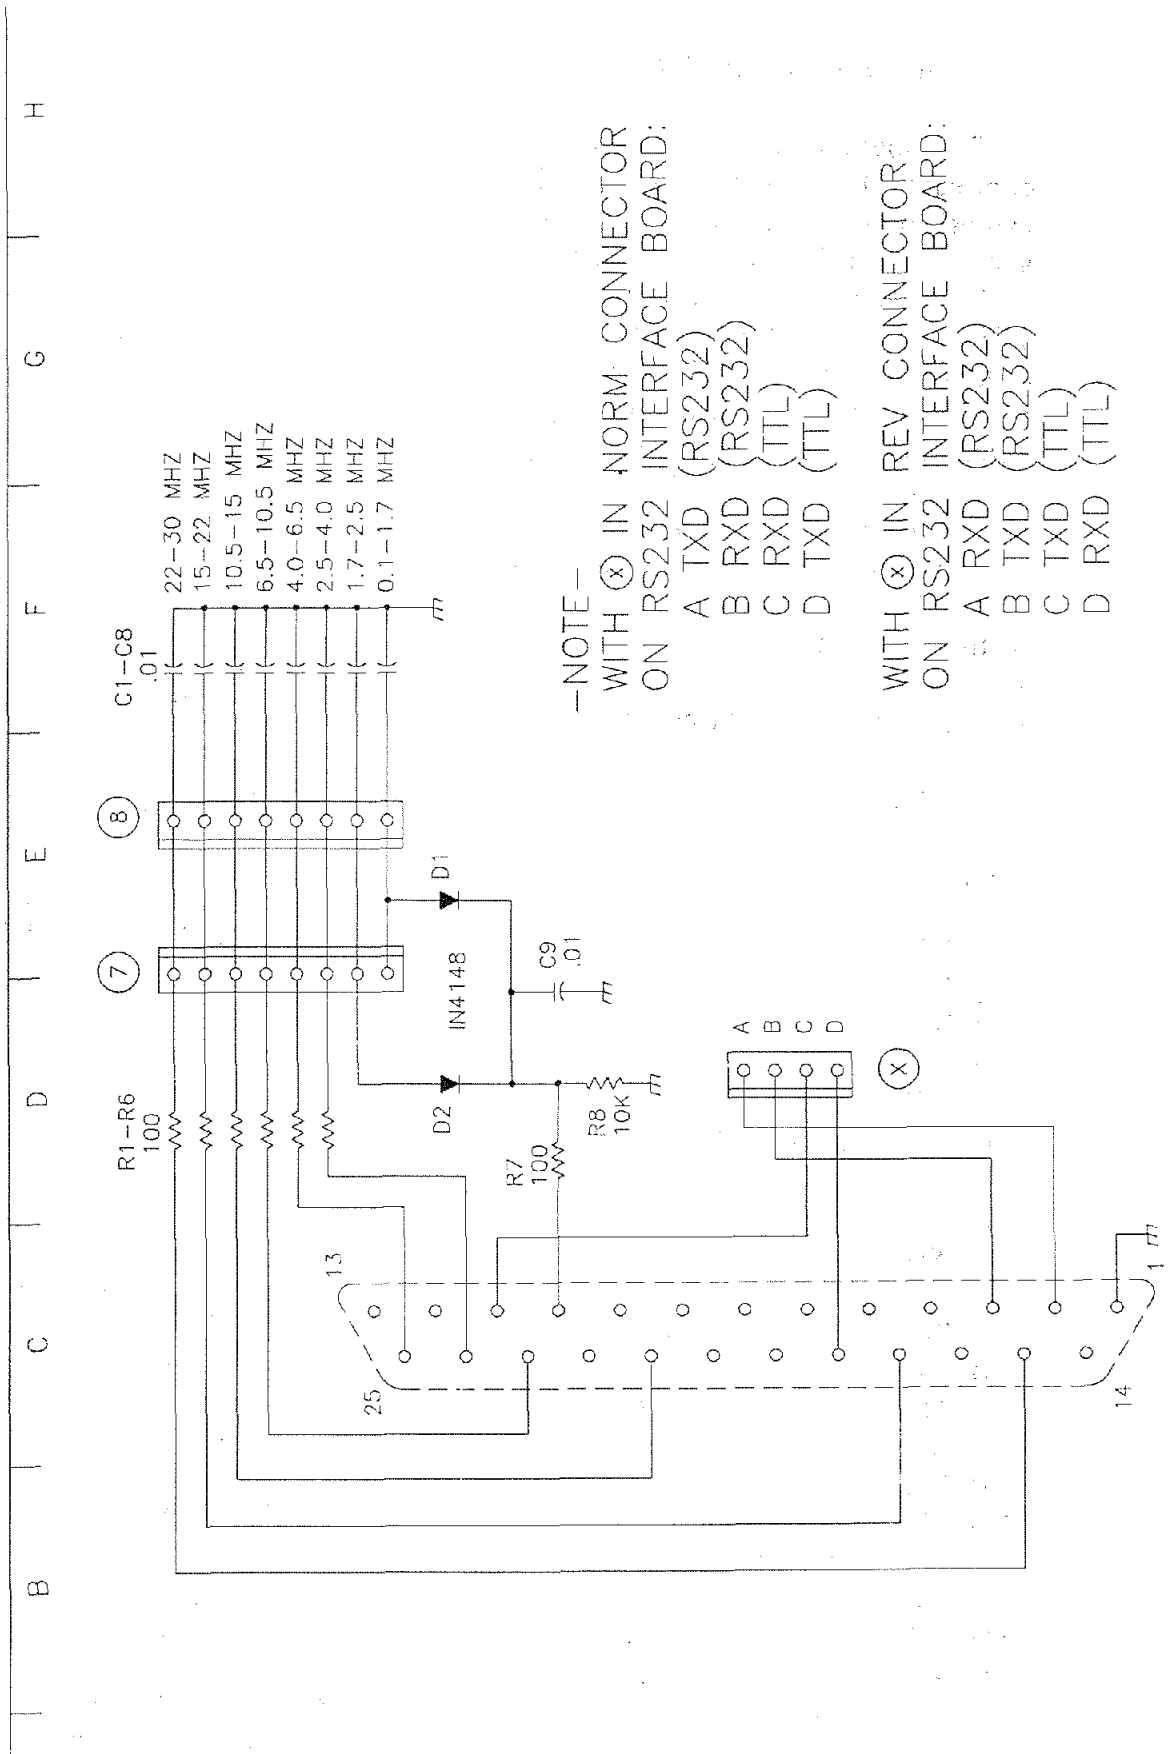 B C D E F G H
R1-R6
100
7
8
C1-C8
.01
22-30 MHZ
15-22 MHZ
10.5-15 MHZ
6.5-10.5 MHZ
4.0-6.5 MHZ
2.5-4.0 MHZ
1.7-2.5 MHZ
0.1-1.7 MHZ
D1
IN4148
D2
C9
.01
R7
100
R8
10K
13
25
1
14
A
B
C
D
X
-NOTE-
WITH X IN NORM CONNECTOR
ON RS232 INTERFACE BOARD:
A TXD (RS232)
B RXD (RS232)
C RXD (TTL)
D TXD (TTL)
WITH X IN REV CONNECTOR
ON RS232 INTERFACE BOARD:
A RXD (RS232)
B TXD (RS232)
C TXD (TTL)
D RXD (TTL)